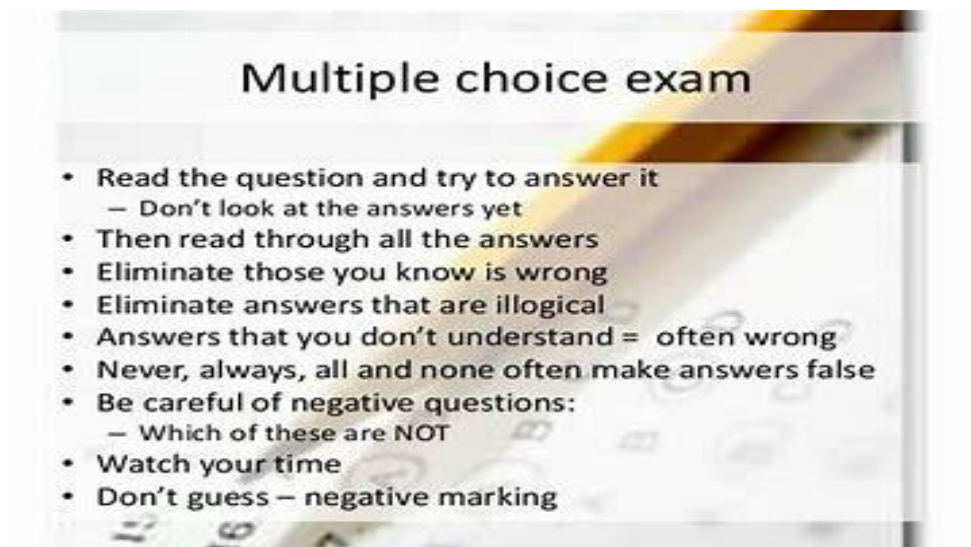 Multiple choice exam
• Read the question and try to answer it
– Don't look at the answers yet
• Then read through all the answers
• Eliminate those you know is wrong
• Eliminate answers that are illogical
• Answers that you don't understand = often wrong
• Never, always, all and none often make answers false
• Be careful of negative questions:
– Which of these are NOT
• Watch your time
• Don't guess – negative marking